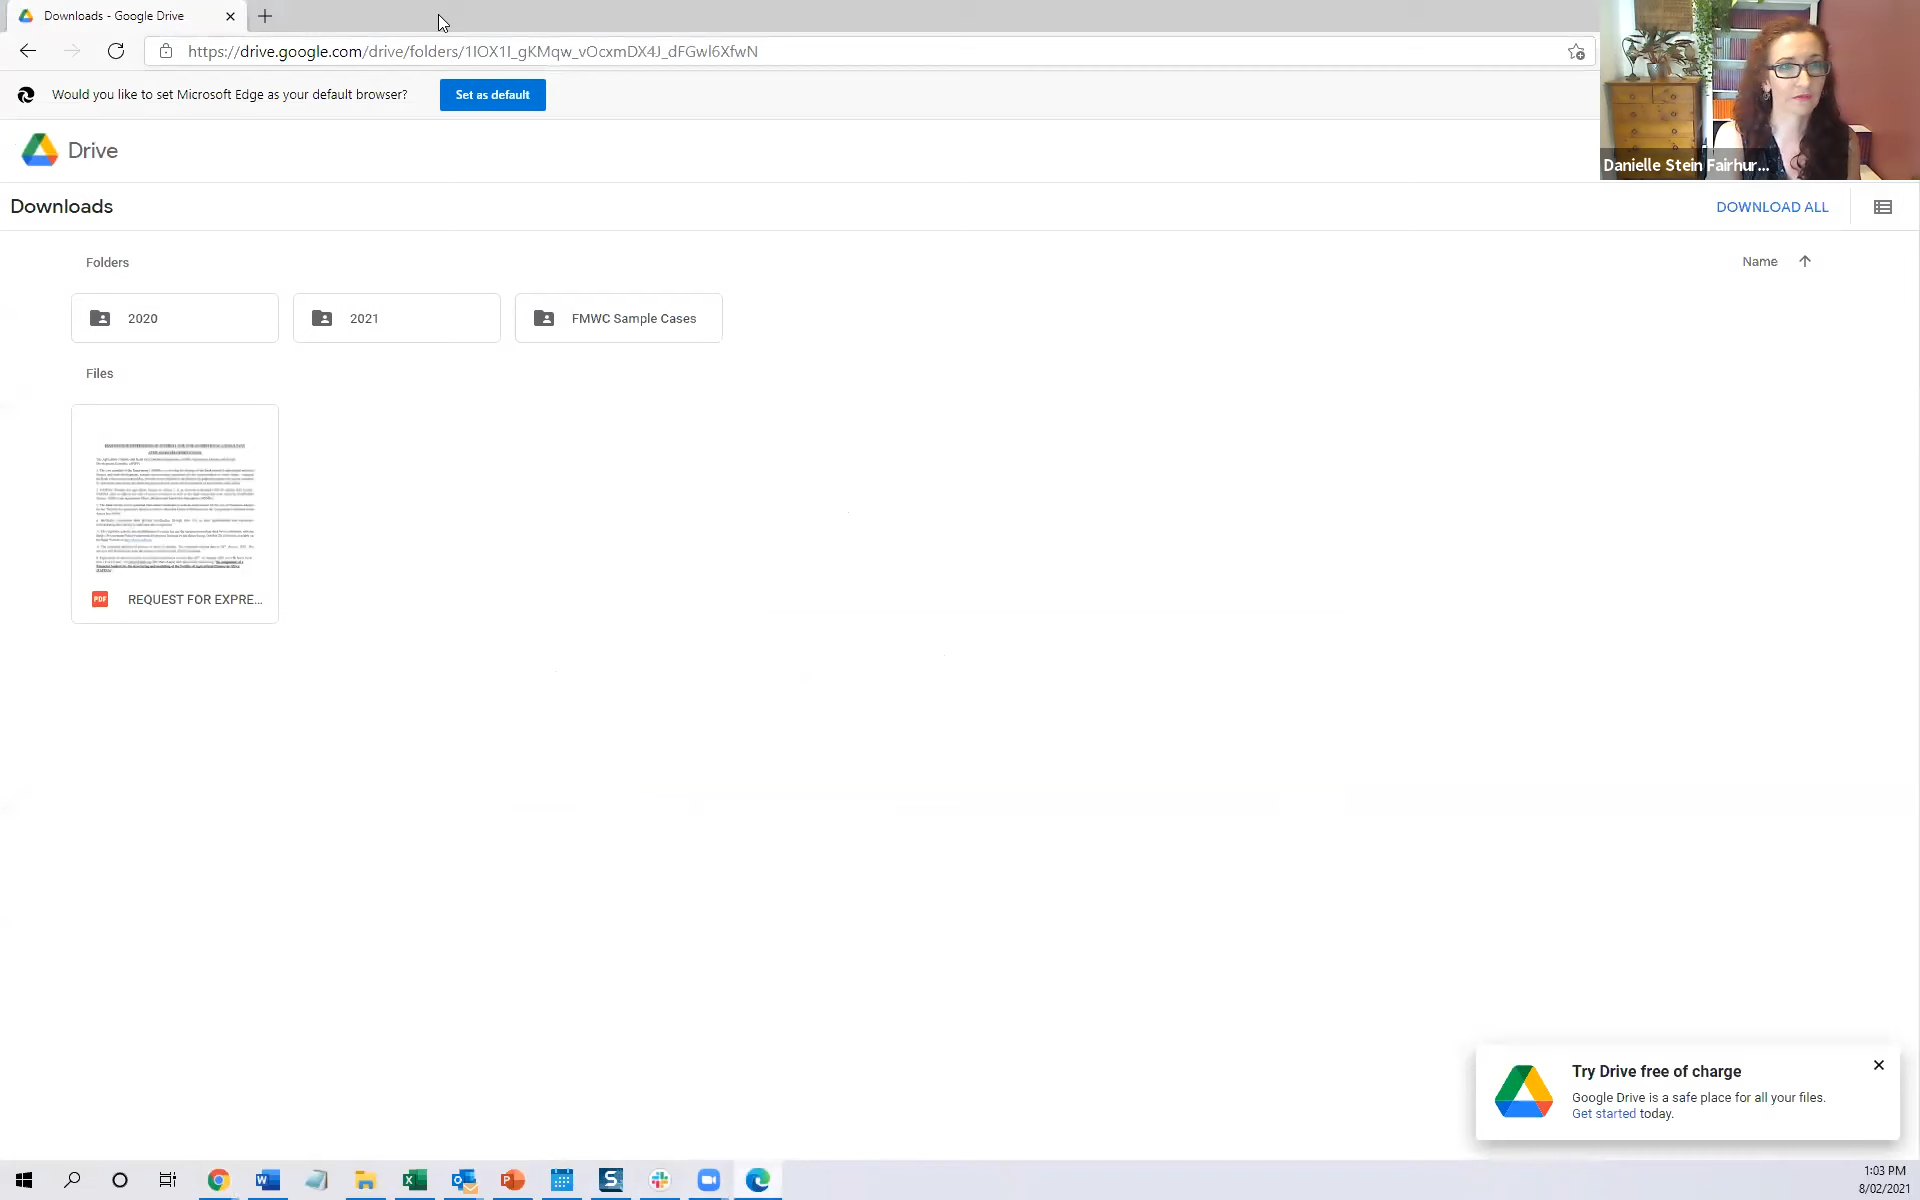 Downloads - Google Drive
https://drive.google.com/drive/folders/1IOX1I_gKMqw_vOcxmDX4J_dFGwl6XfwN
Would you like to set Microsoft Edge as your default browser?
Set as default
Drive
Danielle Stein Fairhur...
Downloads
DOWNLOAD ALL
Folders
Name
2020
2021
FMWC Sample Cases
Files
PDF
REQUEST FOR EXPRE...
Try Drive free of charge
Google Drive is a safe place for all your files.
Get started today.
1:03 PM
8/02/2021